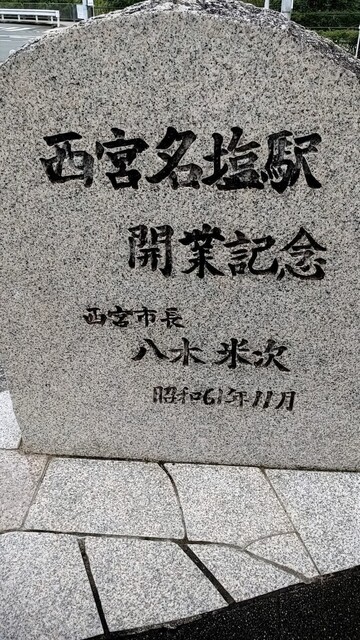 西宮名塩駅
開業記念
西宮市長
八木米次
昭和61年11月